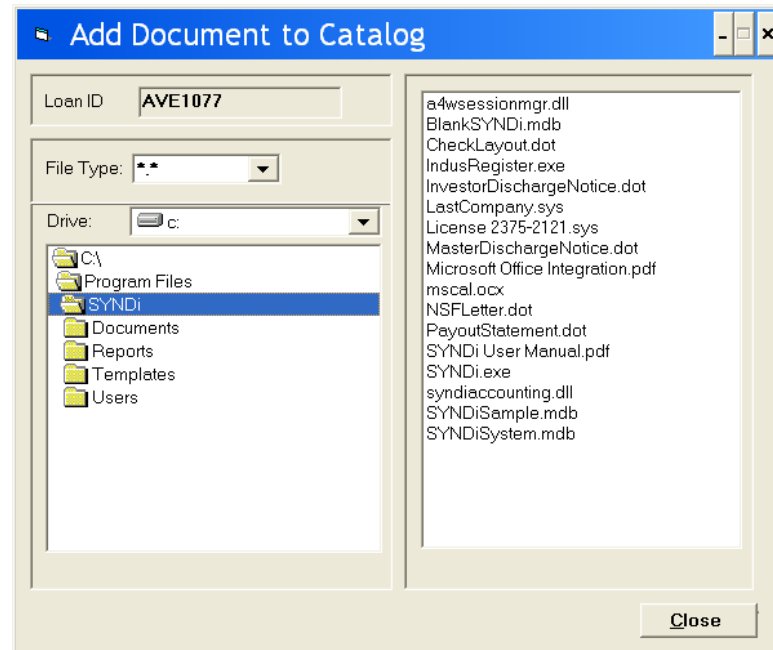 Add Document to Catalog
Loan ID AVE1077
File Type: *.*
Drive: c:
C:\
Program Files
SYNDi
Documents
Reports
Templates
Users
a4wsessionmgr.dll
BlankSYNDi.mdb
CheckLayout.dot
IndusRegister.exe
InvestorDischargeNotice.dot
LastCompany.sys
License 2375-2121.sys
MasterDischargeNotice.dot
Microsoft Office Integration.pdf
mscal.ocx
NSFLetter.dot
PayoutStatement.dot
SYNDi User Manual.pdf
SYNDi.exe
syndiaccounting.dll
SYNDiSample.mdb
SYNDiSystem.mdb
Close